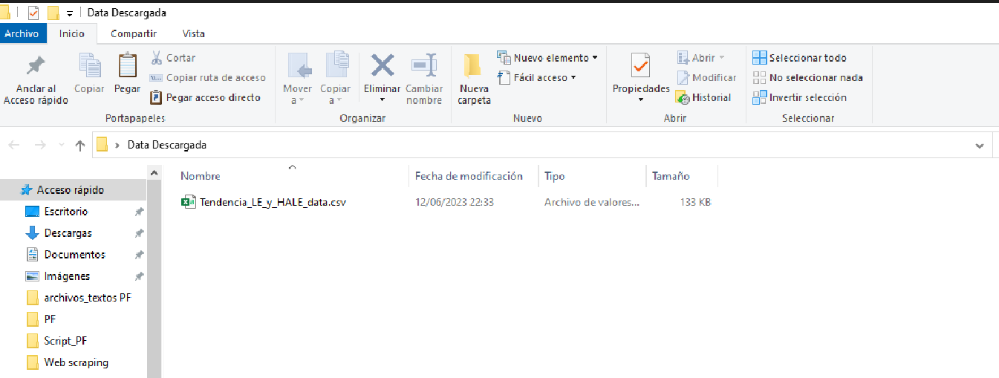 Data Descargada
Archivo Inicio Compartir Vista
Anclar al
Acceso rápido
Copiar
Pegar
Cortar
Copiar ruta de acceso
Pegar acceso directo
Portapapeles
Mover
a
Copiar
a
Eliminar
Cambiar
nombre
Organizar
Nueva
carpeta
Nuevo elemento
Fácil acceso
Nuevo
Propiedades
Abrir
Modificar
Historial
Abrir
Seleccionar todo
No seleccionar nada
Invertir selección
Seleccionar
Data Descargada
Acceso rápido
Escritorio
Descargas
Documentos
Imágenes
archivos_textos PF
PF
Script_PF
Web scraping
Nombre Fecha de modificación Tipo Tamaño
Tendencia_LE_y_HALE_data.csv 12/06/2023 22:33 Archivo de valores... 133 KB